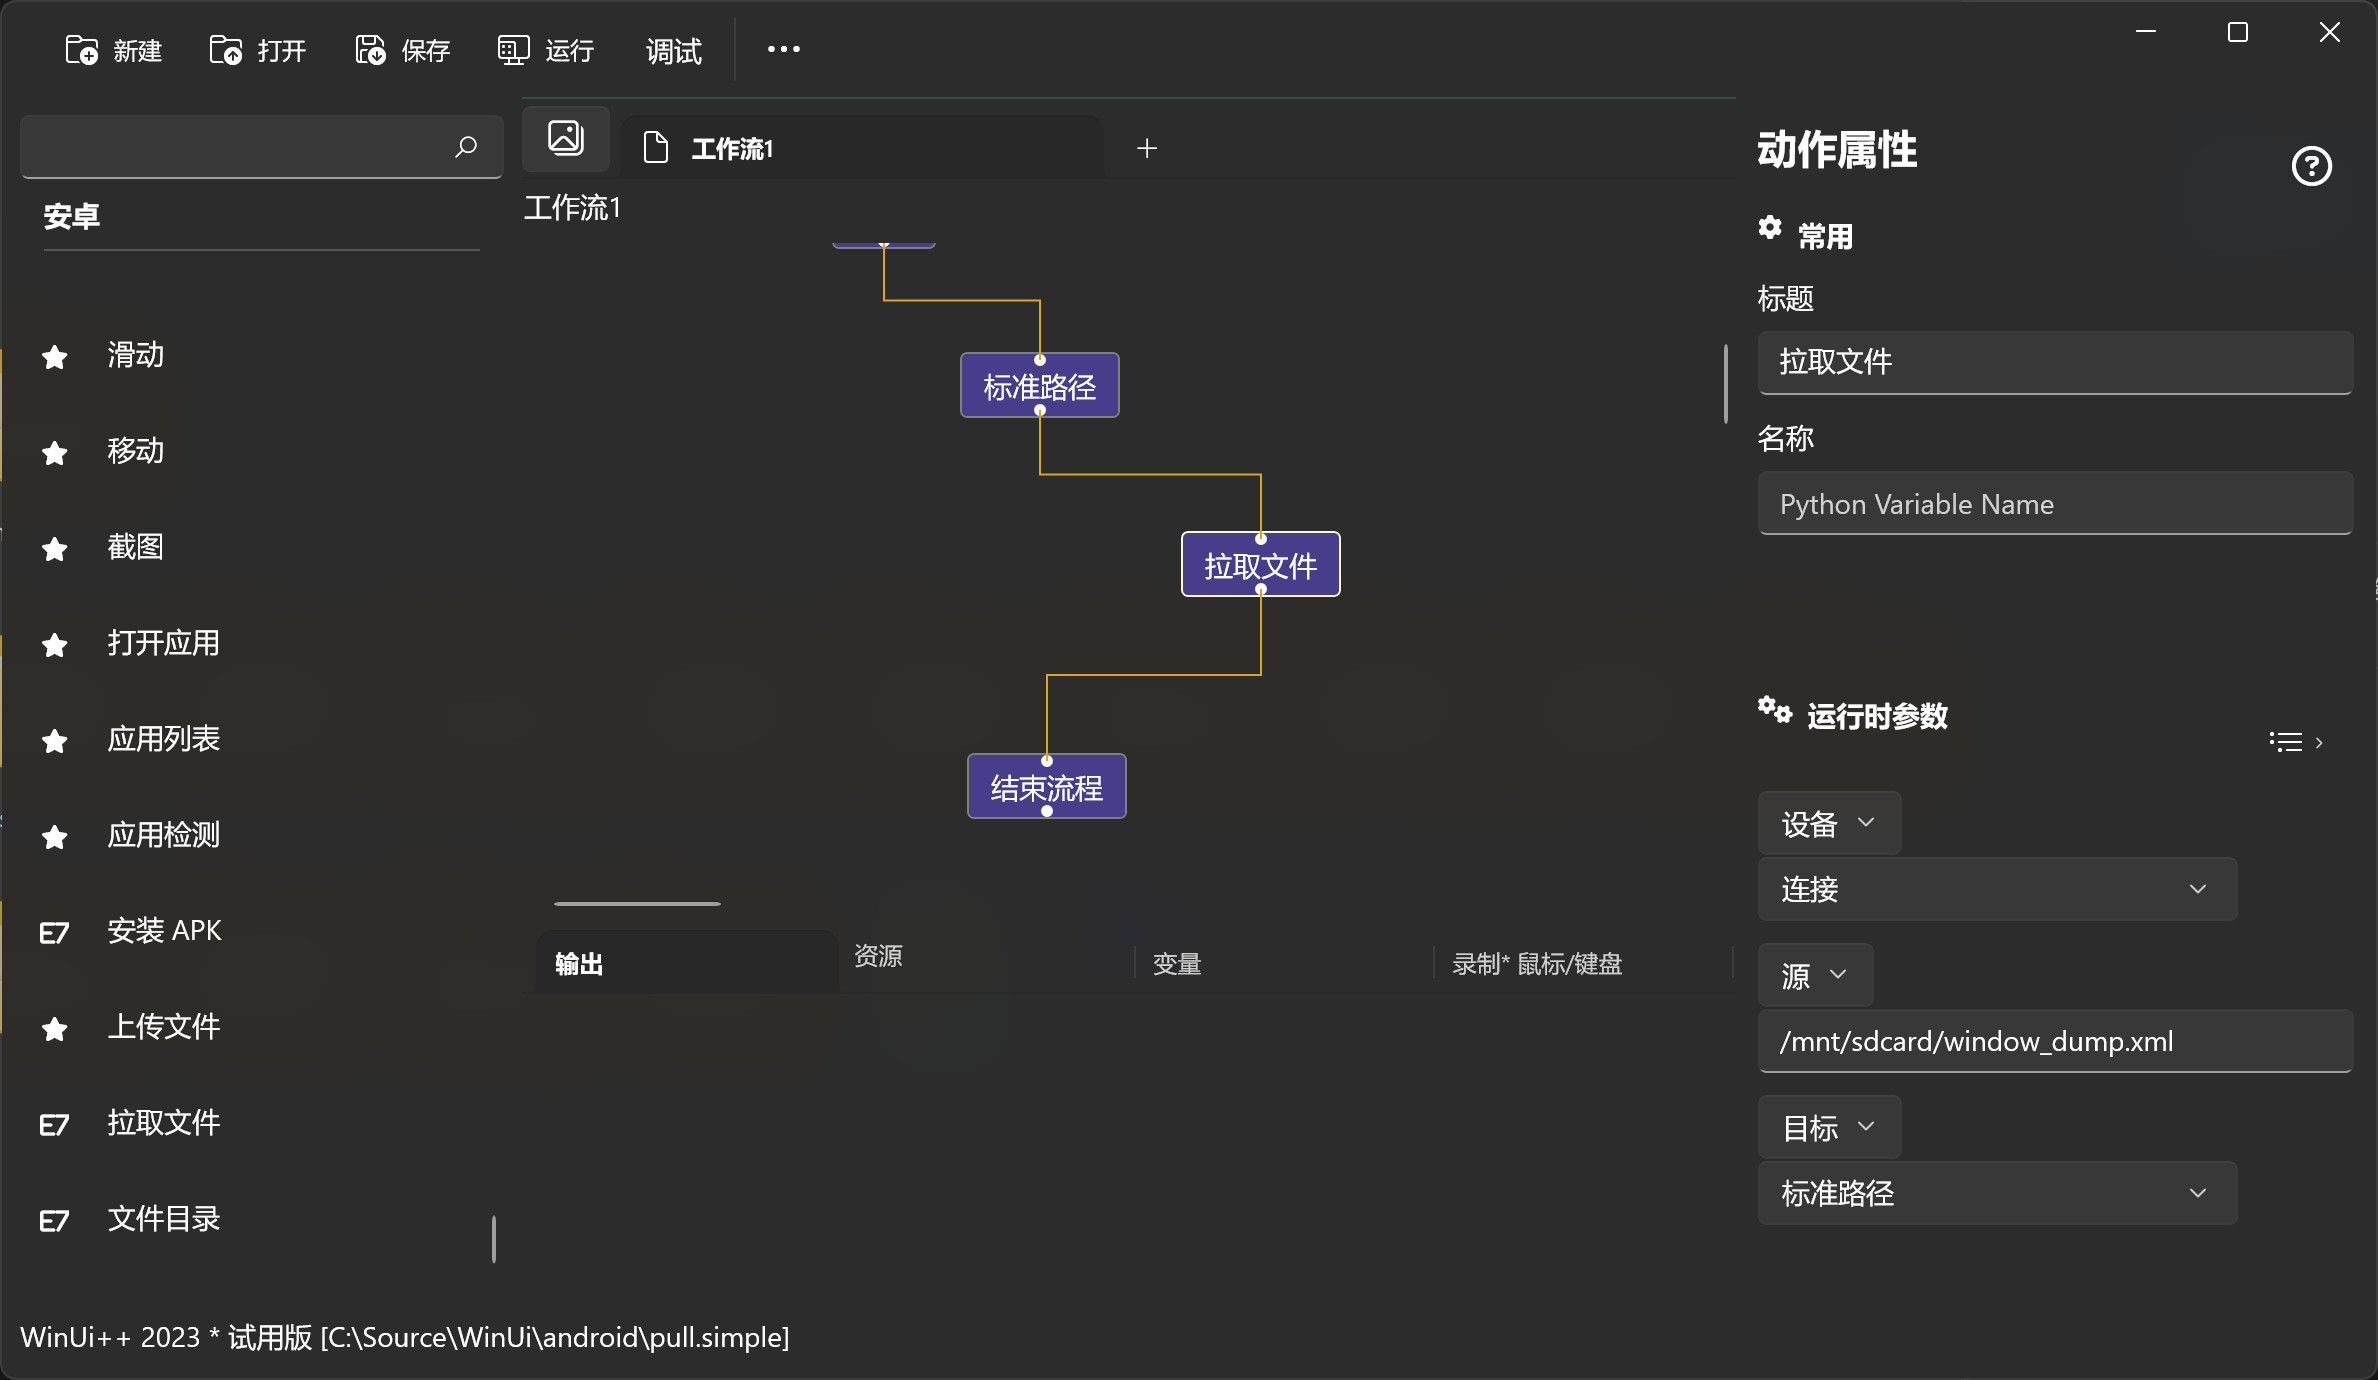 新建
打开
保存
运行
调试
安卓
滑动
移动
截图
打开应用
应用列表
应用检测
安装 APK
上传文件
拉取文件
文件目录
工作流1
工作流1
标准路径
拉取文件
结束流程
输出
资源
变量
录制* 鼠标/键盘
动作属性
常用
标题
拉取文件
名称
Python Variable Name
运行时参数
设备
连接
源
/mnt/sdcard/window_dump.xml
目标
标准路径
WinUi++ 2023 * 试用版 [C:\Source\WinUi\android\pull.simple]